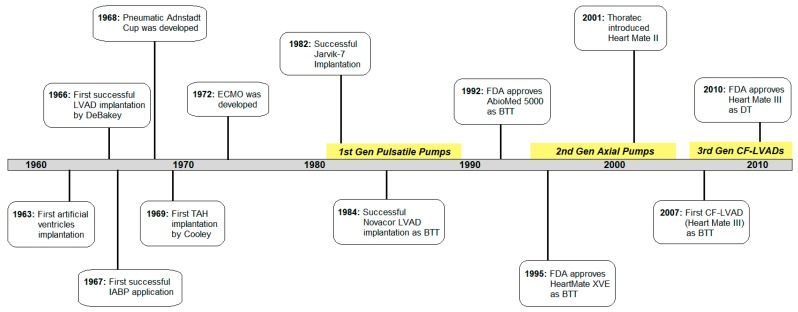 1968: Pneumatic Adnstadt
Cup was developed
2001: Thoratec
introduced
Heart Mate II
1982: Successful
Jarvik-7
Implantation
1966: First successful
LVAD implantation
by DeBakey
1972: ECMO was
developed
1992: FDA approves
AbioMed 5000
as BTT
2010: FDA approves
Heart Mate III
as DT
1st Gen Pulsatile Pumps
2nd Gen Axial Pumps
3rd Gen CF-LVADs
1960 1970 1980 1990 2000 2010
1963: First artificial
ventricles
implantation
1969: First TAH
implantation
by Cooley
1984: Successful
Novacor LVAD
implantation as BTT
2007: First CF-LVAD
(Heart Mate III)
as BTT
1967: First successful
IABP application
1995: FDA approves
HeartMate XVE
as BTT